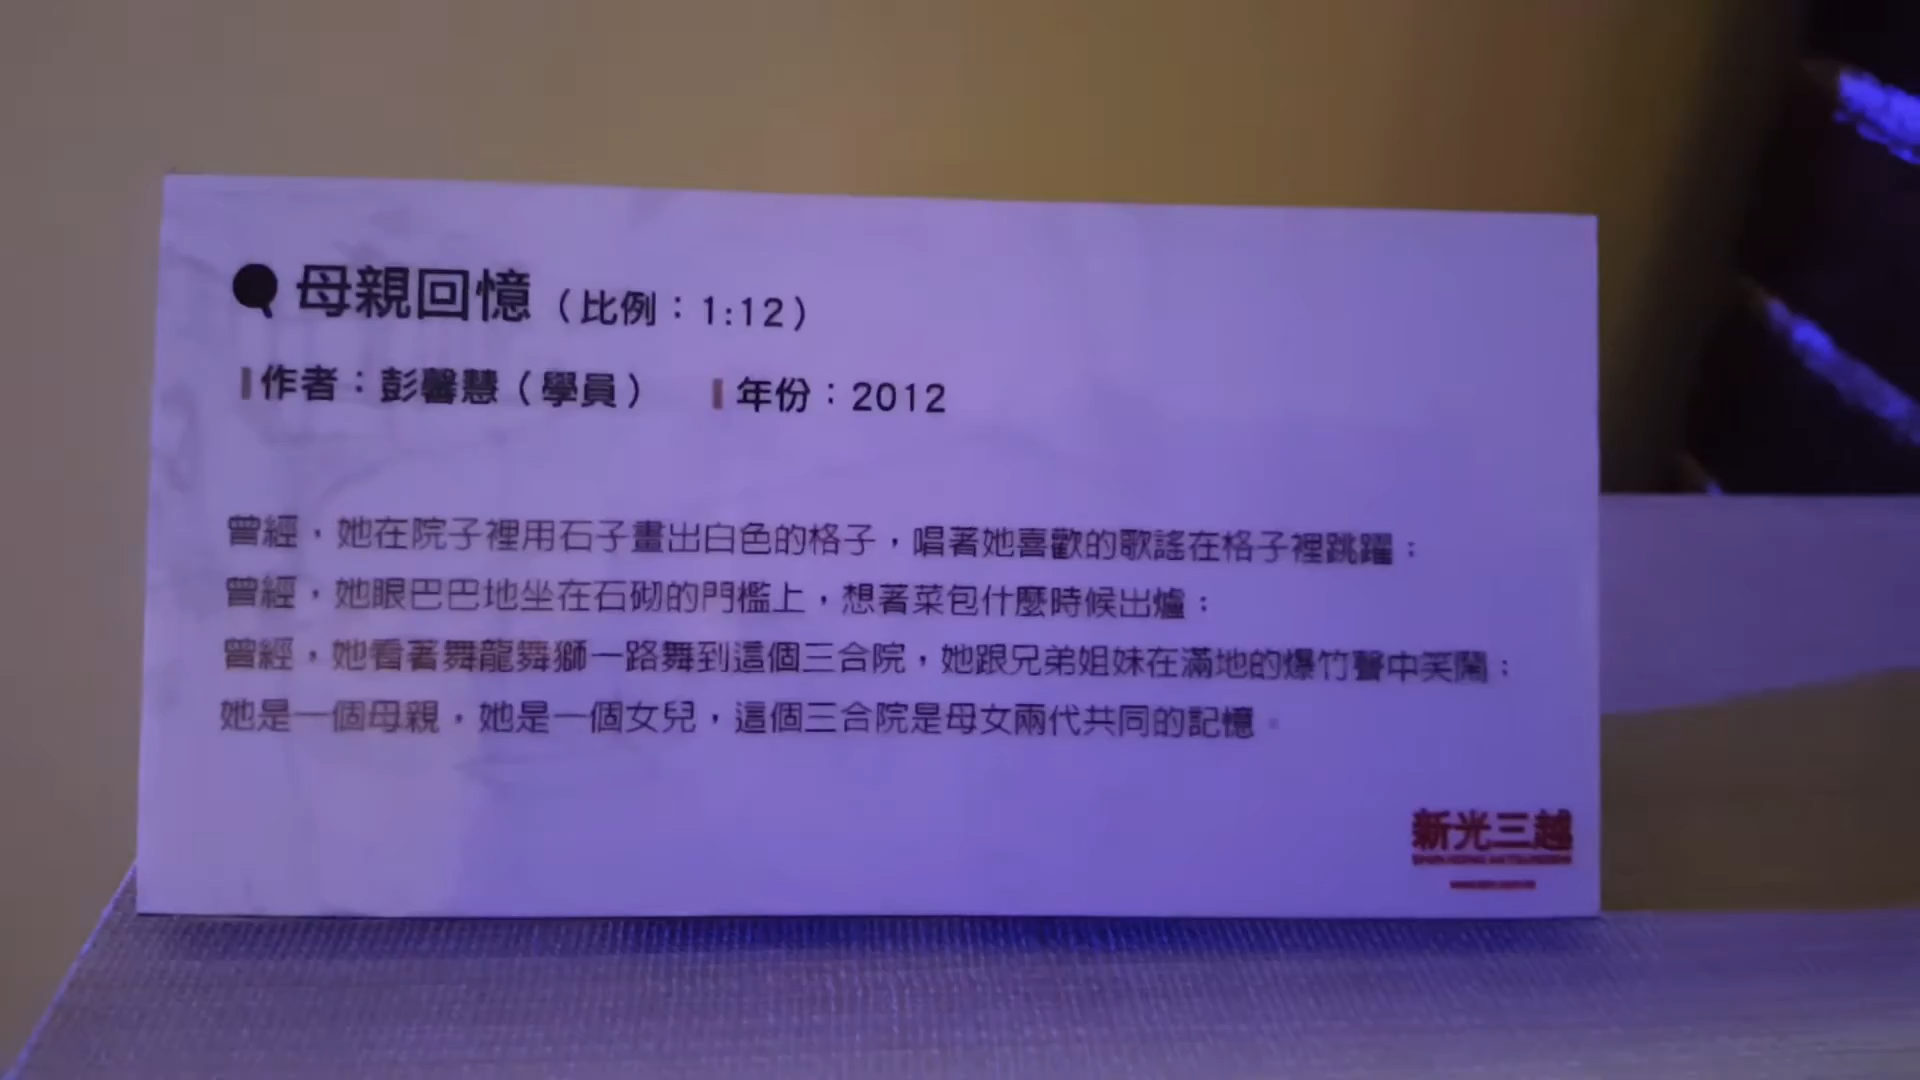 母親回憶（比例：1:12）
作者：彭馨慧（學員） 年份：2012
曾經，她在院子裡用石子畫出白色的格子，唱著她喜歡的歌謠在格子裡跳躍；
曾經，她眼巴巴地坐在石砌的門檻上，想著菜包什麼時候出爐；
曾經，她看著舞龍舞獅一路舞到這個三合院，她跟兄弟姐妹在滿地的爆竹聲中笑鬧；
她是一個母親，她是一個女兒，這個三合院是母女兩代共同的記憶。
新光三越